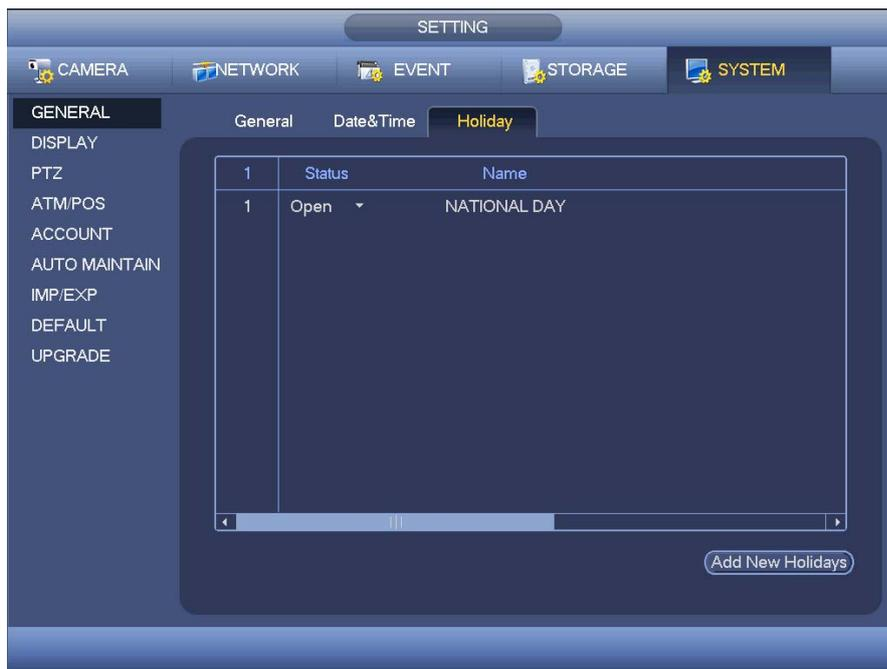 SETTING
CAMERA NETWORK EVENT STORAGE SYSTEM
GENERAL
DISPLAY
PTZ
ATM/POS
ACCOUNT
AUTO MAINTAIN
IMP/EXP
DEFAULT
UPGRADE
General Date&Time Holiday
1 Status Name
1 Open NATIONAL DAY
Add New Holidays